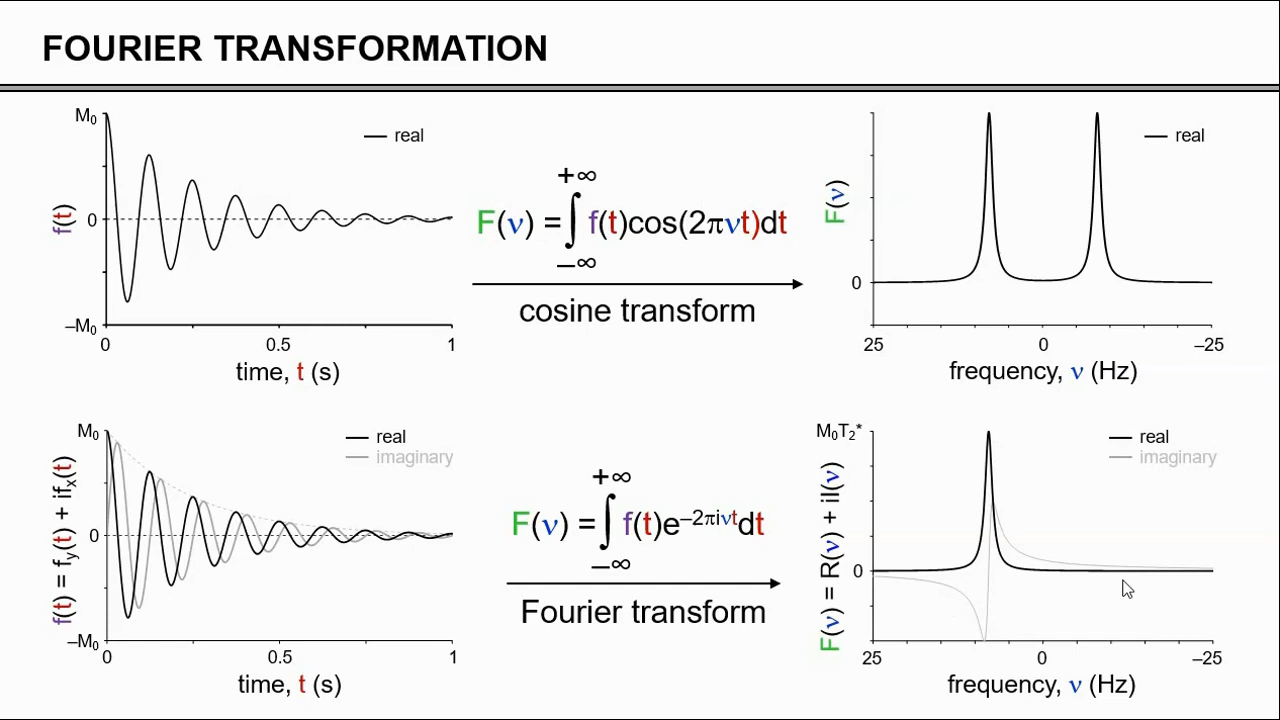 FOURIER TRANSFORMATION
M₀
0
–M₀
f(t)
real
0
0.5
1
time, t (s)
+∞
F(ν) = ∫ f(t)cos(2πνt)dt
–∞
cosine transform
F(ν)
0
real
25
0
–25
frequency, ν (Hz)
M₀
0
–M₀
f(t) = fy(t) + ifx(t)
real
imaginary
0
0.5
1
time, t (s)
+∞
F(ν) = ∫ f(t)e–2πiνtdt
–∞
Fourier transform
M₀T₂*
0
F(ν) = R(ν) + iI(ν)
real
imaginary
25
0
–25
frequency, ν (Hz)